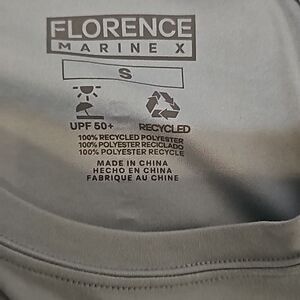 FLORENCE
MARINE X
S
UPF 50+ RECYCLED
100% RECYCLED POLYESTER
100% POLYESTER RECICLADO
100% POLYESTER RECYCLE
MADE IN CHINA
HECHO EN CHINA
FABRIQUE AU CHINE